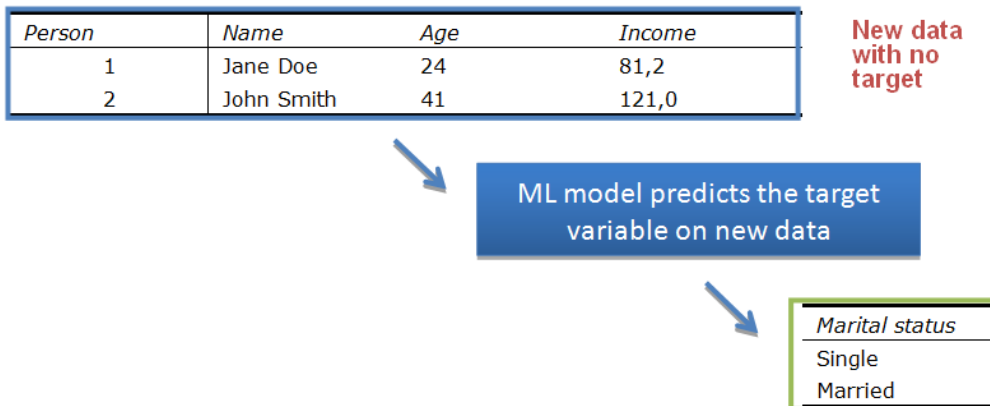 Person Name Age Income
1 Jane Doe 24 81,2
2 John Smith 41 121,0
New data
with no
target
ML model predicts the target
variable on new data
Marital status
Single
Married